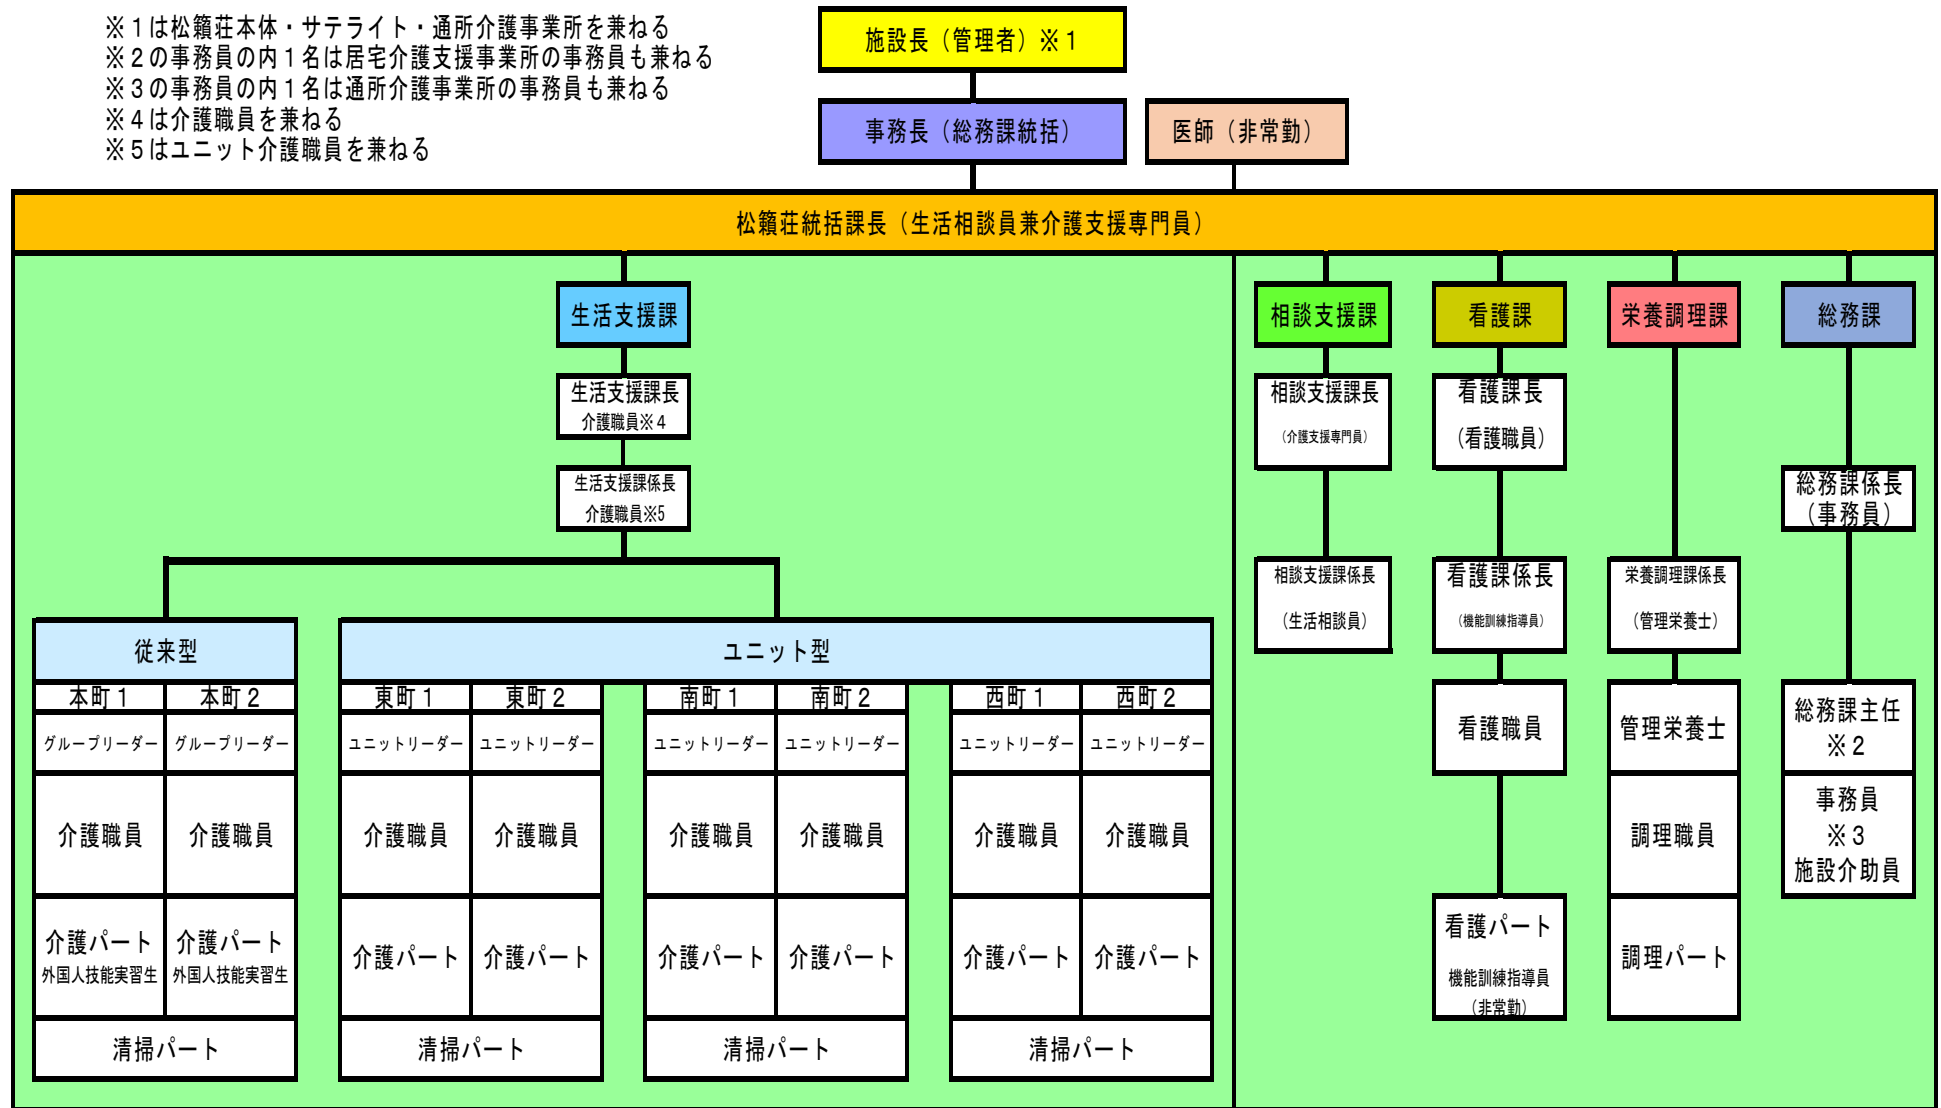 ※１は松籟荘本体・サテライト・通所介護事業所を兼ねる
※２の事務員の内１名は居宅介護支援事業所の事務員も兼ねる
※３の事務員の内１名は通所介護事業所の事務員も兼ねる
※４は介護職員を兼ねる
※５はユニット介護職員を兼ねる
施設長（管理者）※１
事務長（総務課統括）
医師（非常勤）
松籟荘統括課長（生活相談員兼介護支援専門員）
生活支援課
相談支援課
看護課
栄養調理課
総務課
生活支援課長
介護職員※４
相談支援課長
（介護支援専門員）
看護課長
（看護職員）
生活支援課係長
介護職員※5
総務課係長
（事務員）
相談支援課係長
（生活相談員）
看護課係長
（機能訓練指導員）
栄養調理課係長
（管理栄養士）
従来型
ユニット型
本町１
本町２
東町１
東町２
南町１
南町２
西町１
西町２
グループリーダー
グループリーダー
ユニットリーダー
ユニットリーダー
ユニットリーダー
ユニットリーダー
ユニットリーダー
ユニットリーダー
看護職員
管理栄養士
総務課主任
※２
介護職員
介護職員
介護職員
介護職員
介護職員
介護職員
介護職員
介護職員
調理職員
事務員
※３
施設介助員
介護パート
外国人技能実習生
介護パート
外国人技能実習生
介護パート
介護パート
介護パート
介護パート
介護パート
介護パート
看護パート
機能訓練指導員
（非常勤）
調理パート
清掃パート
清掃パート
清掃パート
清掃パート